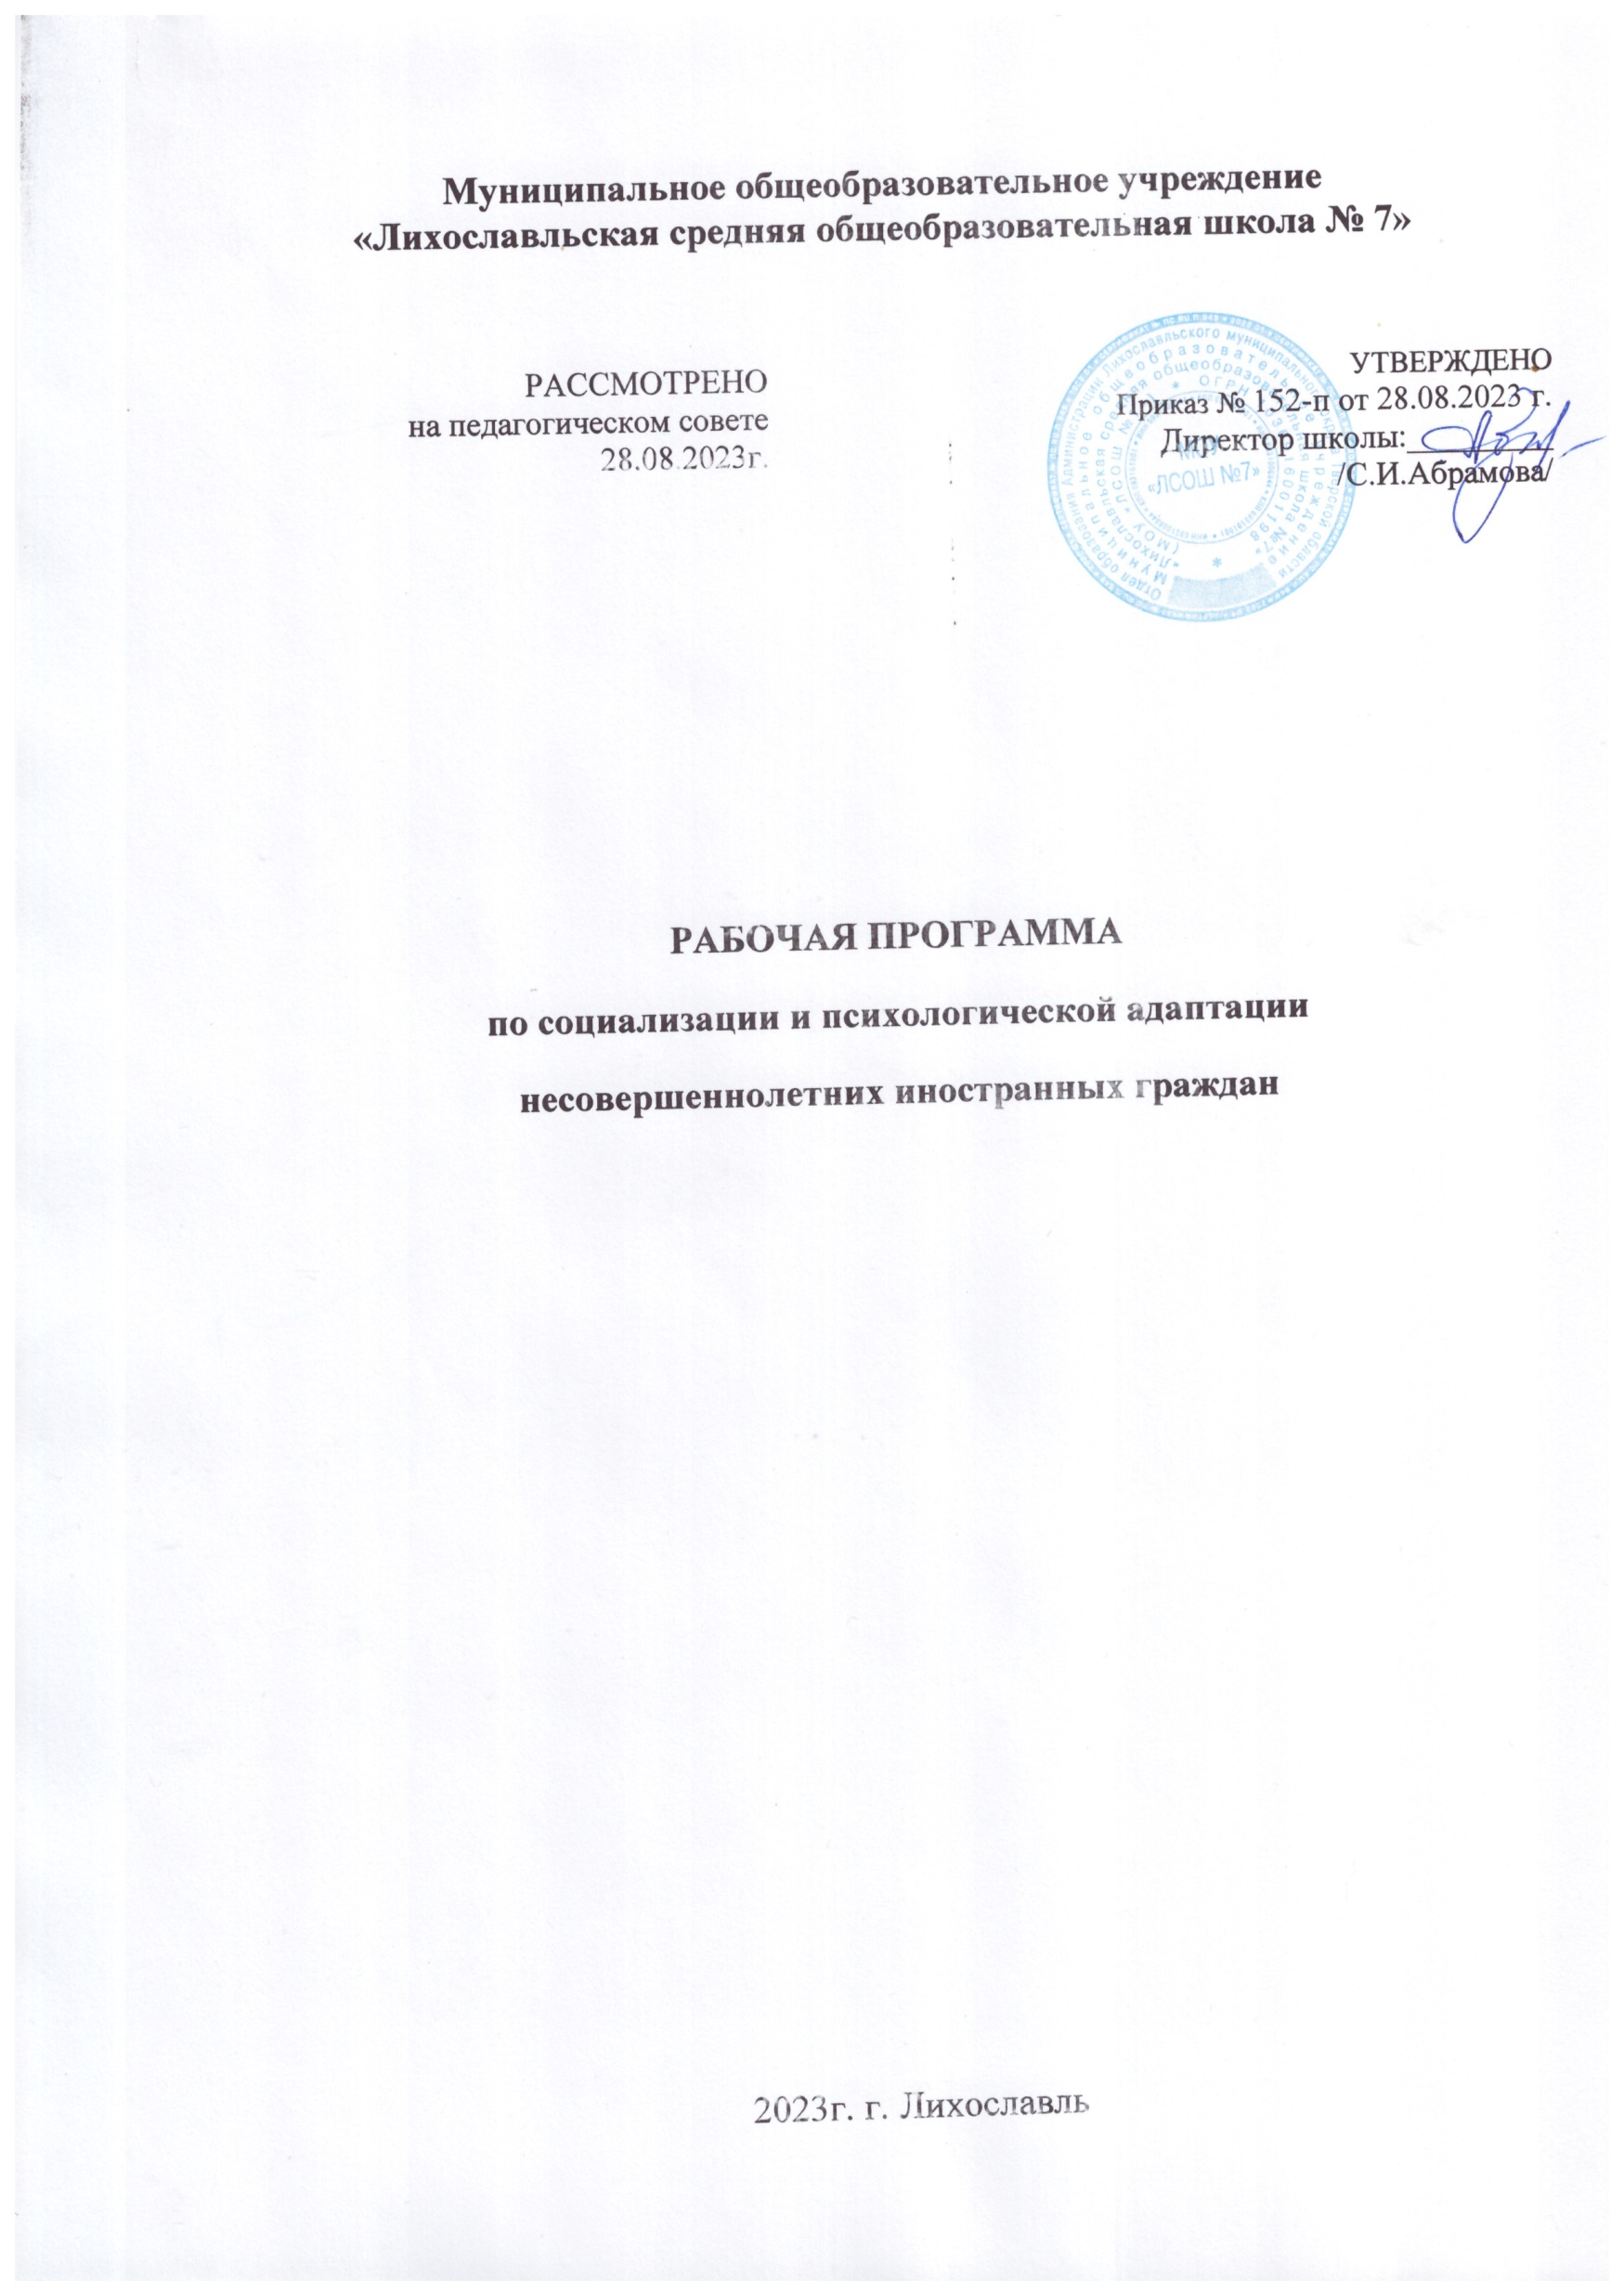 Муниципальное общеобразовательное учреждение
«Лихославльская средняя общеобразовательная школа № 7»
РАССМОТРЕНО
на педагогическом совете
28.08.2023г.
УТВЕРЖДЕНО
Приказ № 152-п от 28.08.2023 г.
Директор школы:
/С.И.Абрамова/
«ЛСОШ №7»
РАБОЧАЯ ПРОГРАММА
по социализации и психологической адаптации
несовершеннолетних иностранных граждан
2023г. г. Лихославль